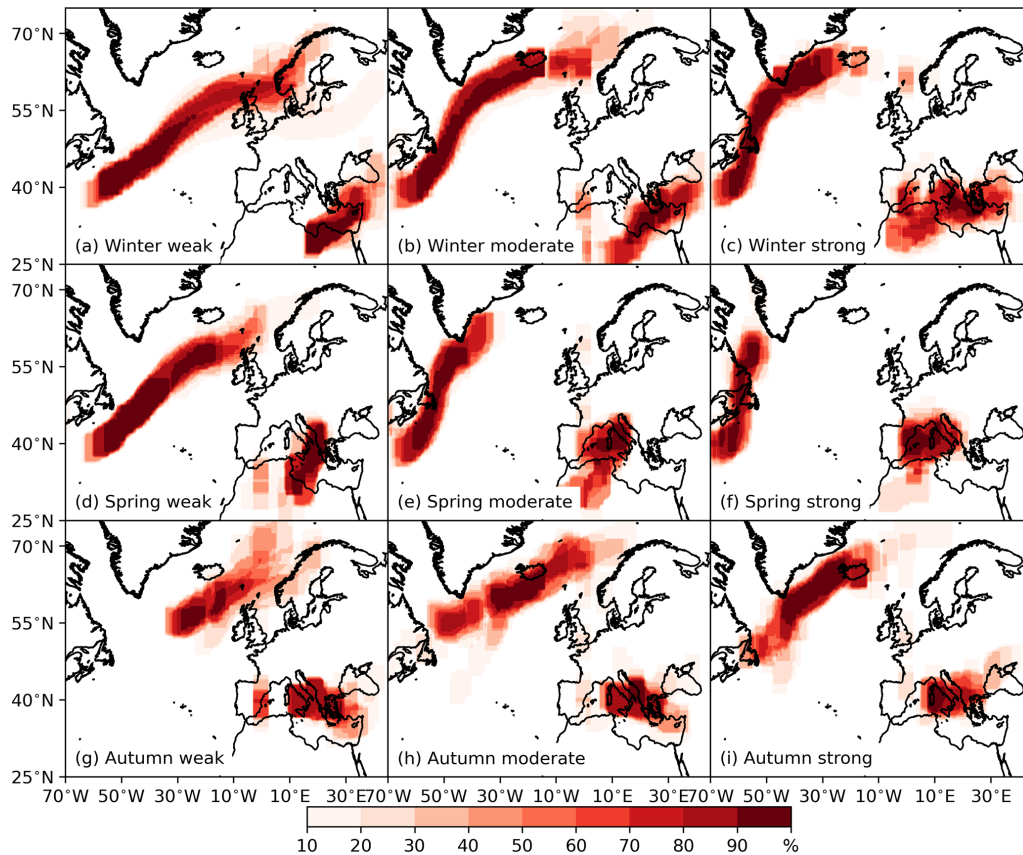 70°N
55°N
40°N
25°N
(a) Winter weak
(b) Winter moderate
(c) Winter strong
70°N
55°N
40°N
25°N
(d) Spring weak
(e) Spring moderate
(f) Spring strong
70°N
55°N
40°N
25°N
(g) Autumn weak
(h) Autumn moderate
(i) Autumn strong
70°W 50°W 30°W 10°W 10°E 30°E 70°W 50°W 30°W 10°W 10°E 30°E 70°W 50°W 30°W 10°W 10°E 30°E
10 20 30 40 50 60 70 80 90 %